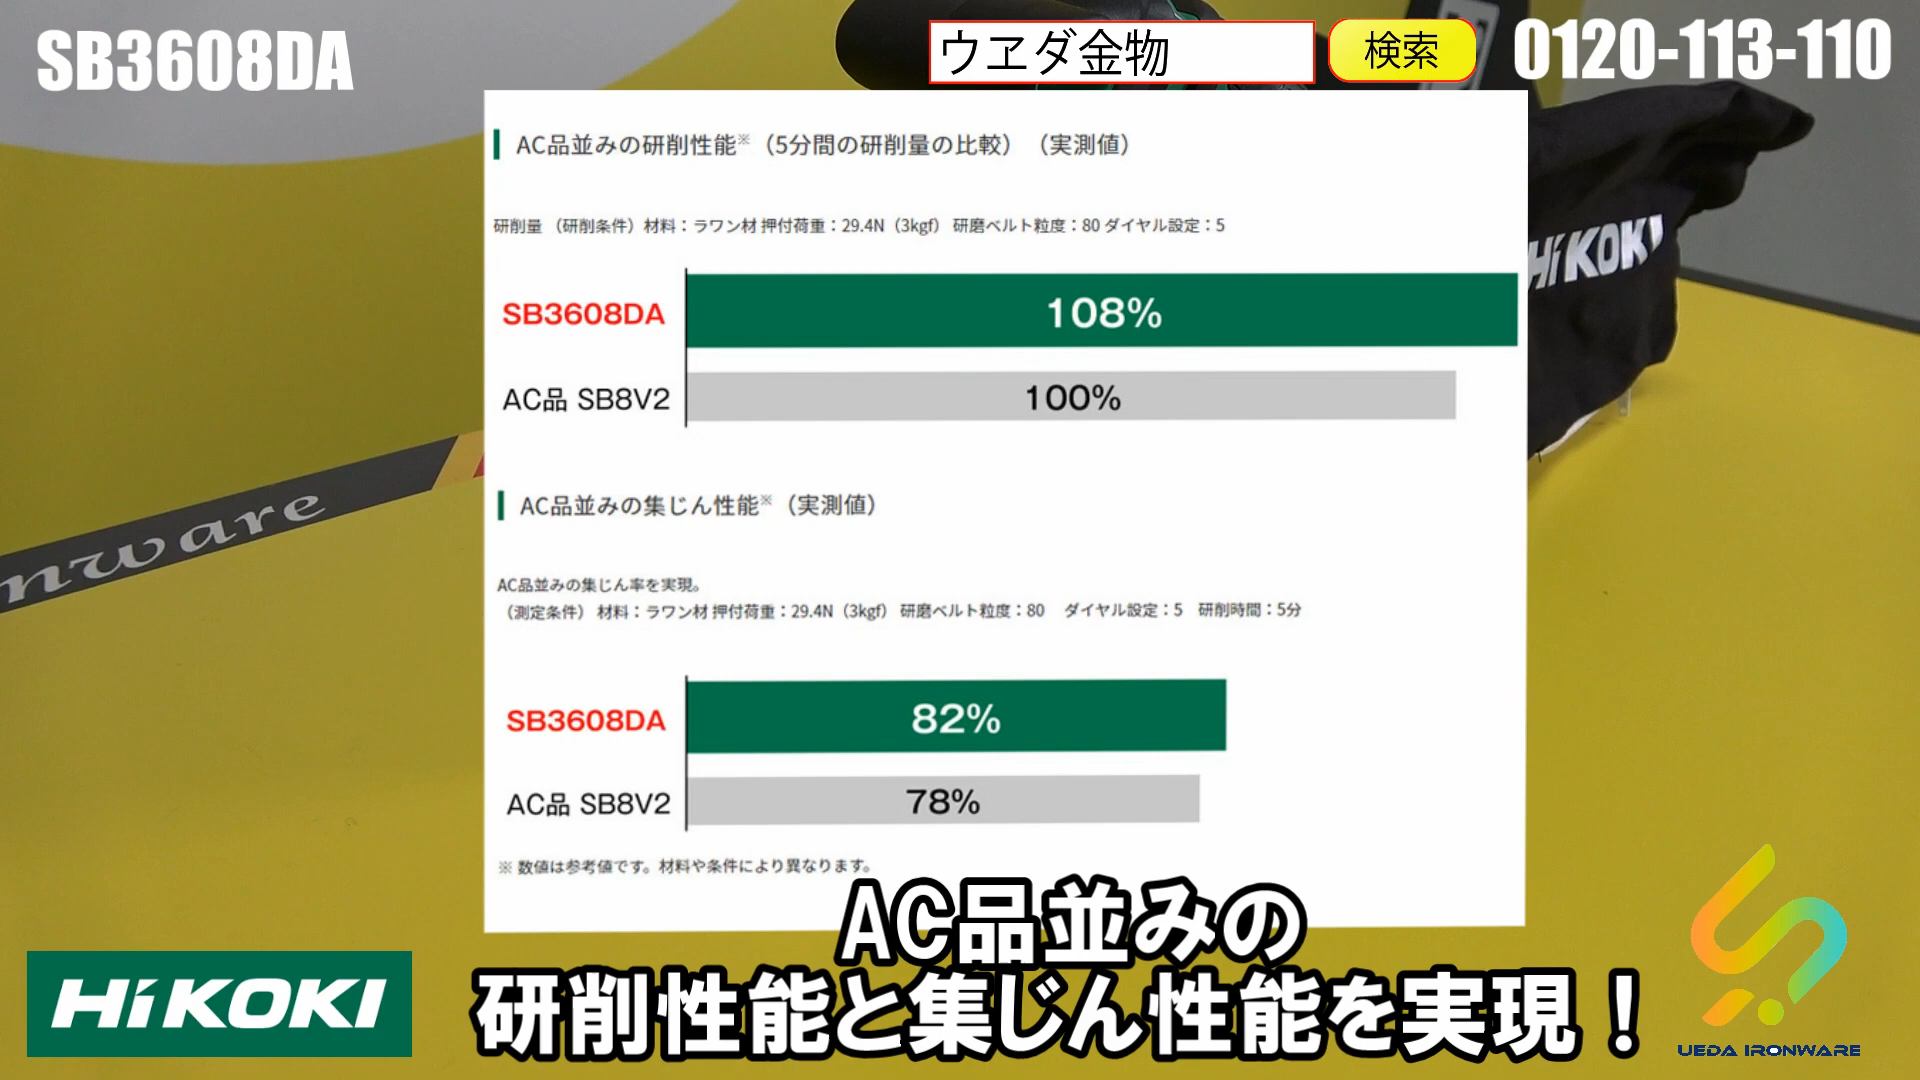 SB3608DA
ウヱダ金物
検索
0120-113-110
AC品並みの研削性能※（5分間の研削量の比較）（実測値）
研削量 （研削条件）材料：ラワン材 押付荷重：29.4N（3kgf） 研磨ベルト粒度：80 ダイヤル設定：5
SB3608DA
108%
AC品 SB8V2
100%
AC品並みの集じん性能※（実測値）
AC品並みの集じん率を実現。
（測定条件） 材料：ラワン材 押付荷重：29.4N（3kgf） 研磨ベルト粒度：80　ダイヤル設定：5　研削時間：5分
SB3608DA
82%
AC品 SB8V2
78%
※ 数値は参考値です。材料や条件により異なります。
HiKOKI
nware
AC品並みの
研削性能と集じん性能を実現！
HiKOKI
UEDA IRONWARE